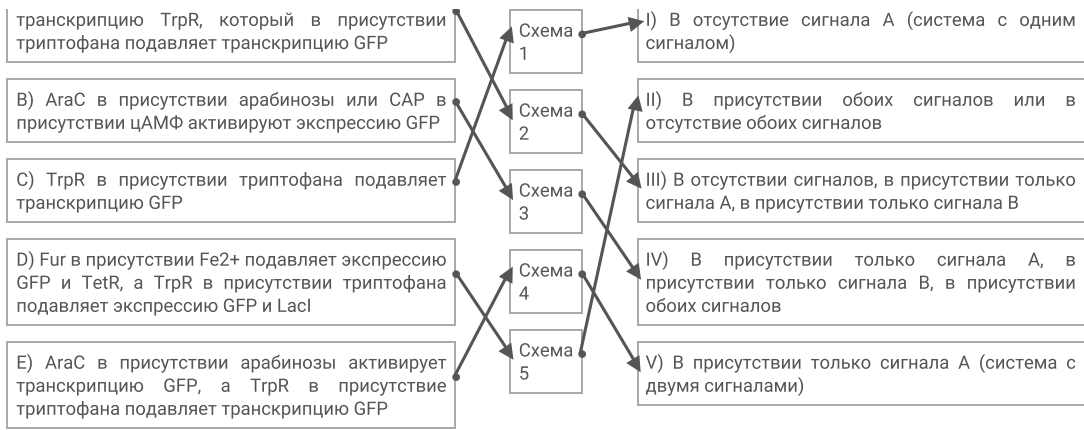 транскрипцию TrpR, который в присутствии
триптофана подавляет транскрипцию GFP
B) AraC в присутствии арабинозы или CAP в
присутствии цАМФ активируют экспрессию GFP
C) TrpR в присутствии триптофана подавляет
транскрипцию GFP
D) Fur в присутствии Fe2+ подавляет экспрессию
GFP и TetR, а TrpR в присутствии триптофана
подавляет экспрессию GFP и LacI
E) AraC в присутствии арабинозы активирует
транскрипцию GFP, а TrpR в присутствие
триптофана подавляет транскрипцию GFP
Схема
1
Схема
2
Схема
3
Схема
4
Схема
5
I) В отсутствие сигнала А (система с одним
сигналом)
II) В присутствии обоих сигналов или в
отсутствие обоих сигналов
III) В отсутствии сигналов, в присутствии только
сигнала А, в присутствии только сигнала В
IV) В присутствии только сигнала А, в
присутствии только сигнала В, в присутствии
обоих сигналов
V) В присутствии только сигнала А (система с
двумя сигналами)